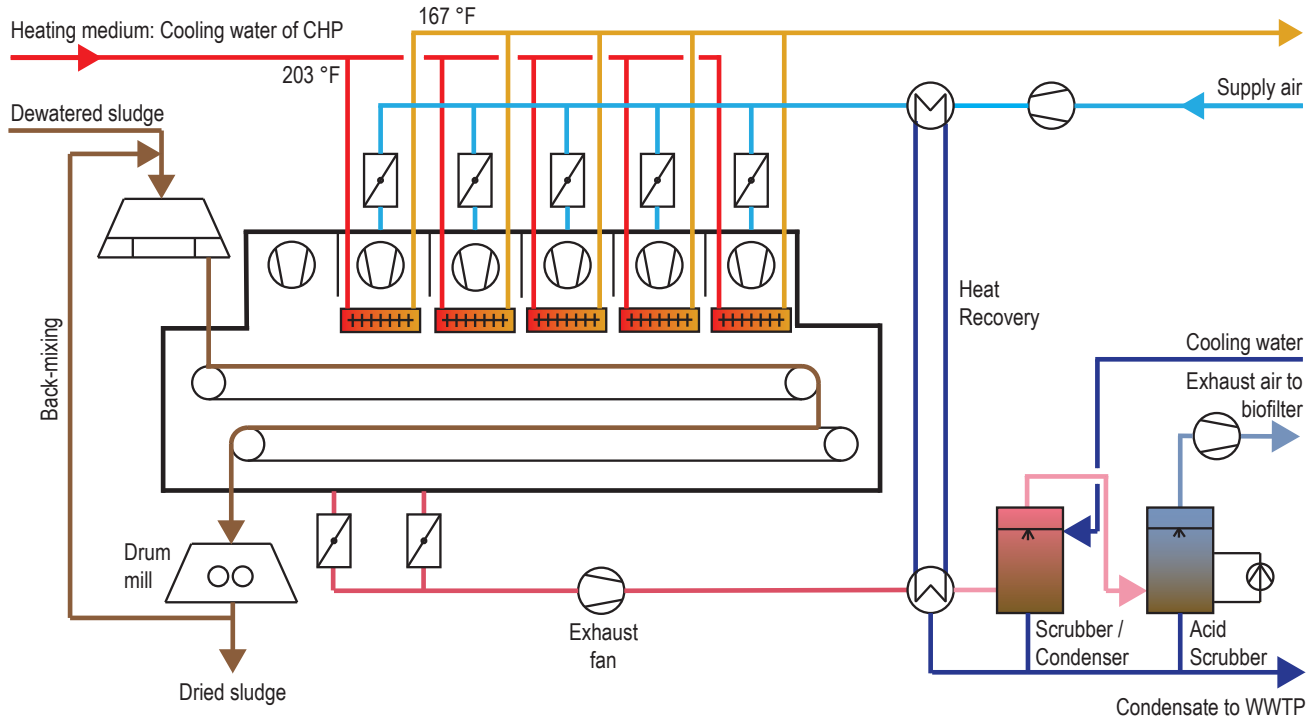 167 °F
Heating medium: Cooling water of CHP
203 °F
Supply air
Dewatered sludge
Heat
Recovery
Back-mixing
Cooling water
Exhaust air to
biofilter
Drum
mill
Exhaust
fan
Scrubber /
Condenser
Acid
Scrubber
Dried sludge
Condensate to WWTP